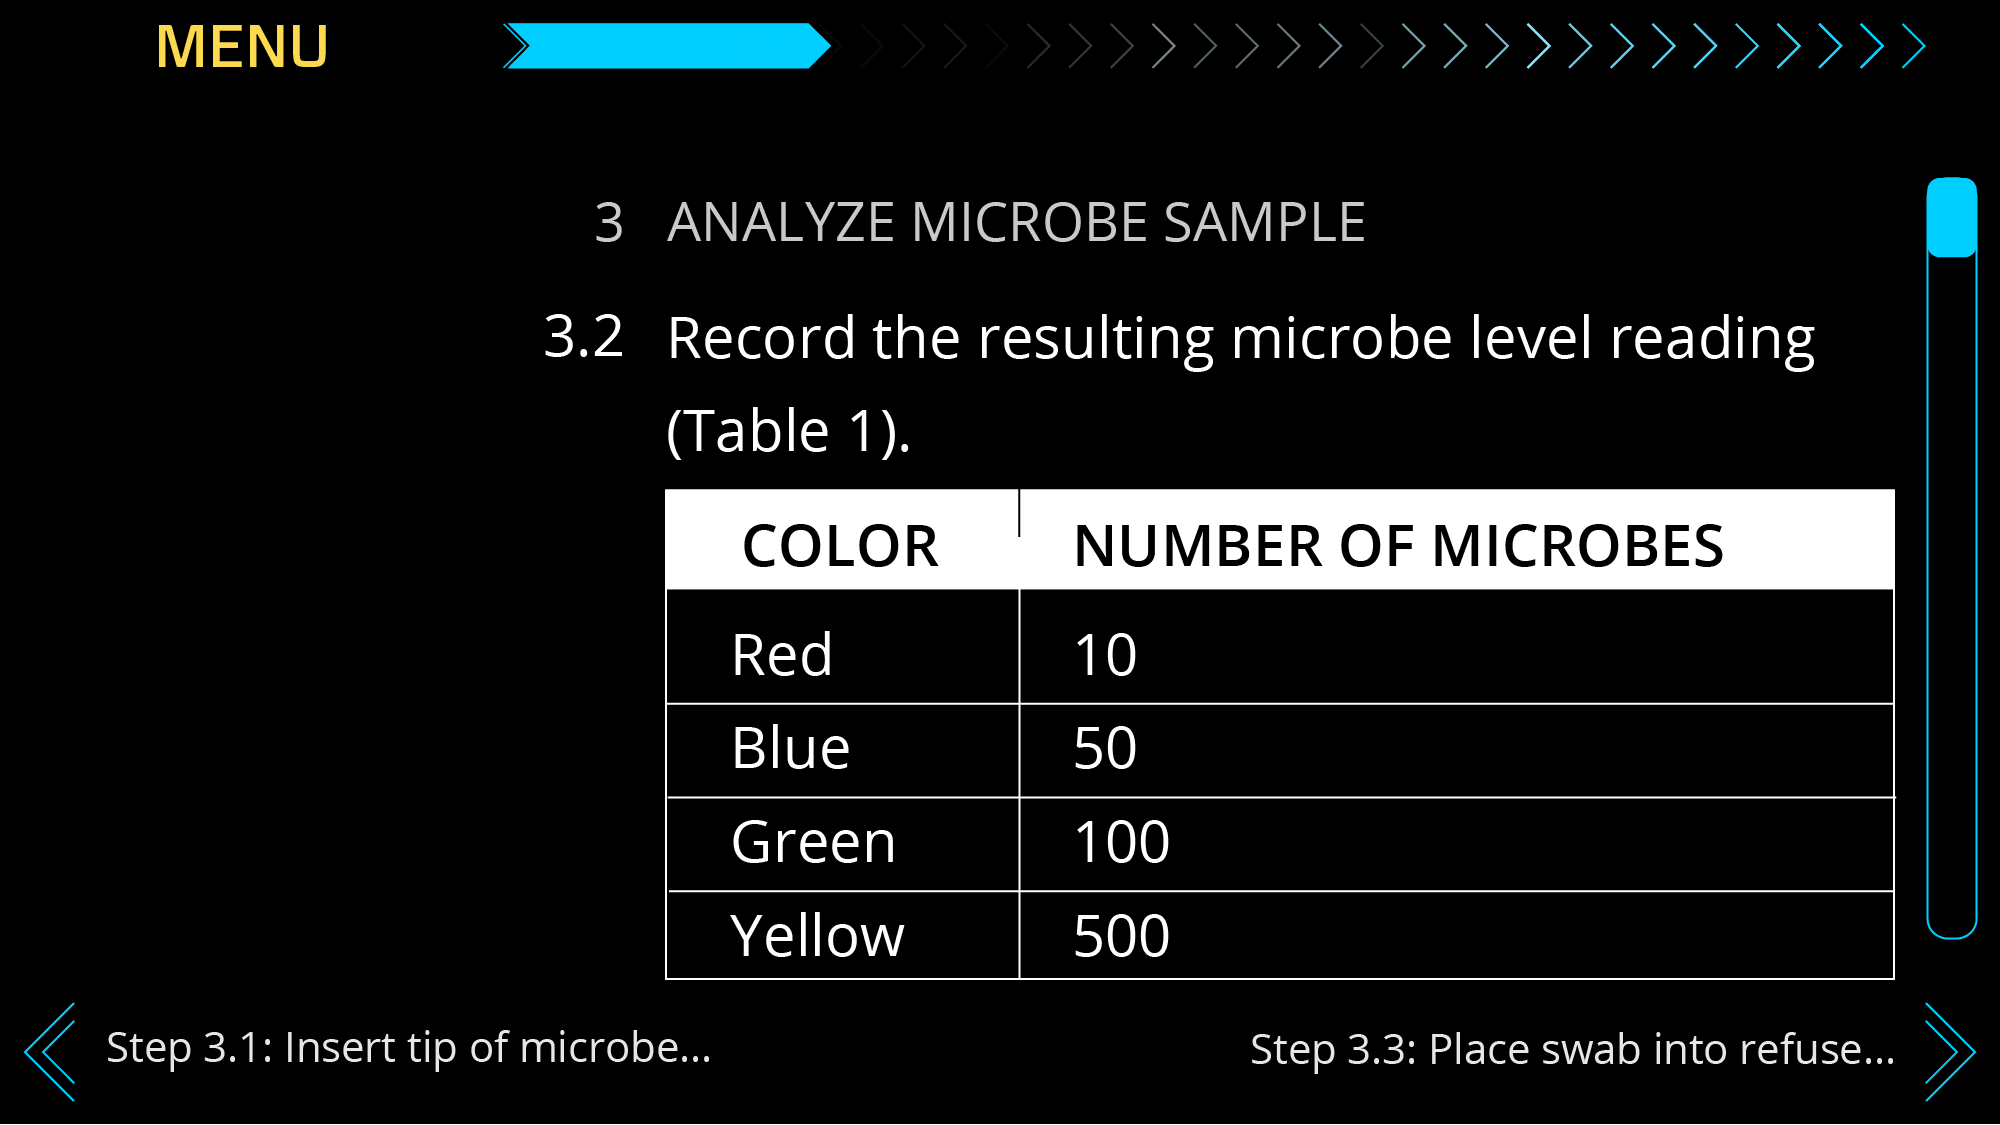 MENU
3 ANALYZE MICROBE SAMPLE
3.2 Record the resulting microbe level reading
(Table 1).
COLOR NUMBER OF MICROBES
Red 10
Blue 50
Green 100
Yellow 500
Step 3.1: Insert tip of microbe... Step 3.3: Place swab into refuse...